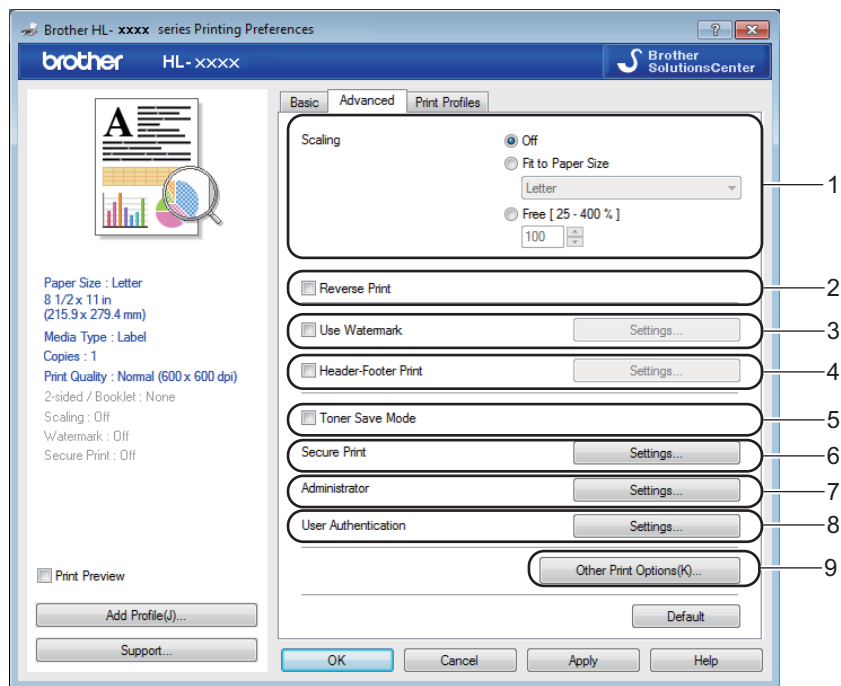 Brother HL- xxxx series Printing Preferences
brother HL-xxxx
Brother
SolutionsCenter
Basic Advanced Print Profiles
Scaling
Off
Fit to Paper Size
Letter
Free [ 25 - 400 % ]
100
1
Reverse Print
2
Use Watermark Settings...
3
Header-Footer Print Settings...
4
Toner Save Mode
5
Secure Print Settings...
6
Administrator Settings...
7
User Authentication Settings...
8
Other Print Options(K)...
9
Default
A
Paper Size : Letter
8 1/2 x 11 in
(215.9 x 279.4 mm)
Media Type : Label
Copies : 1
Print Quality : Normal (600 x 600 dpi)
2-sided / Booklet : None
Scaling : Off
Watermark : Off
Secure Print : Off
Print Preview
Add Profile(J)...
Support...
OK Cancel Apply Help